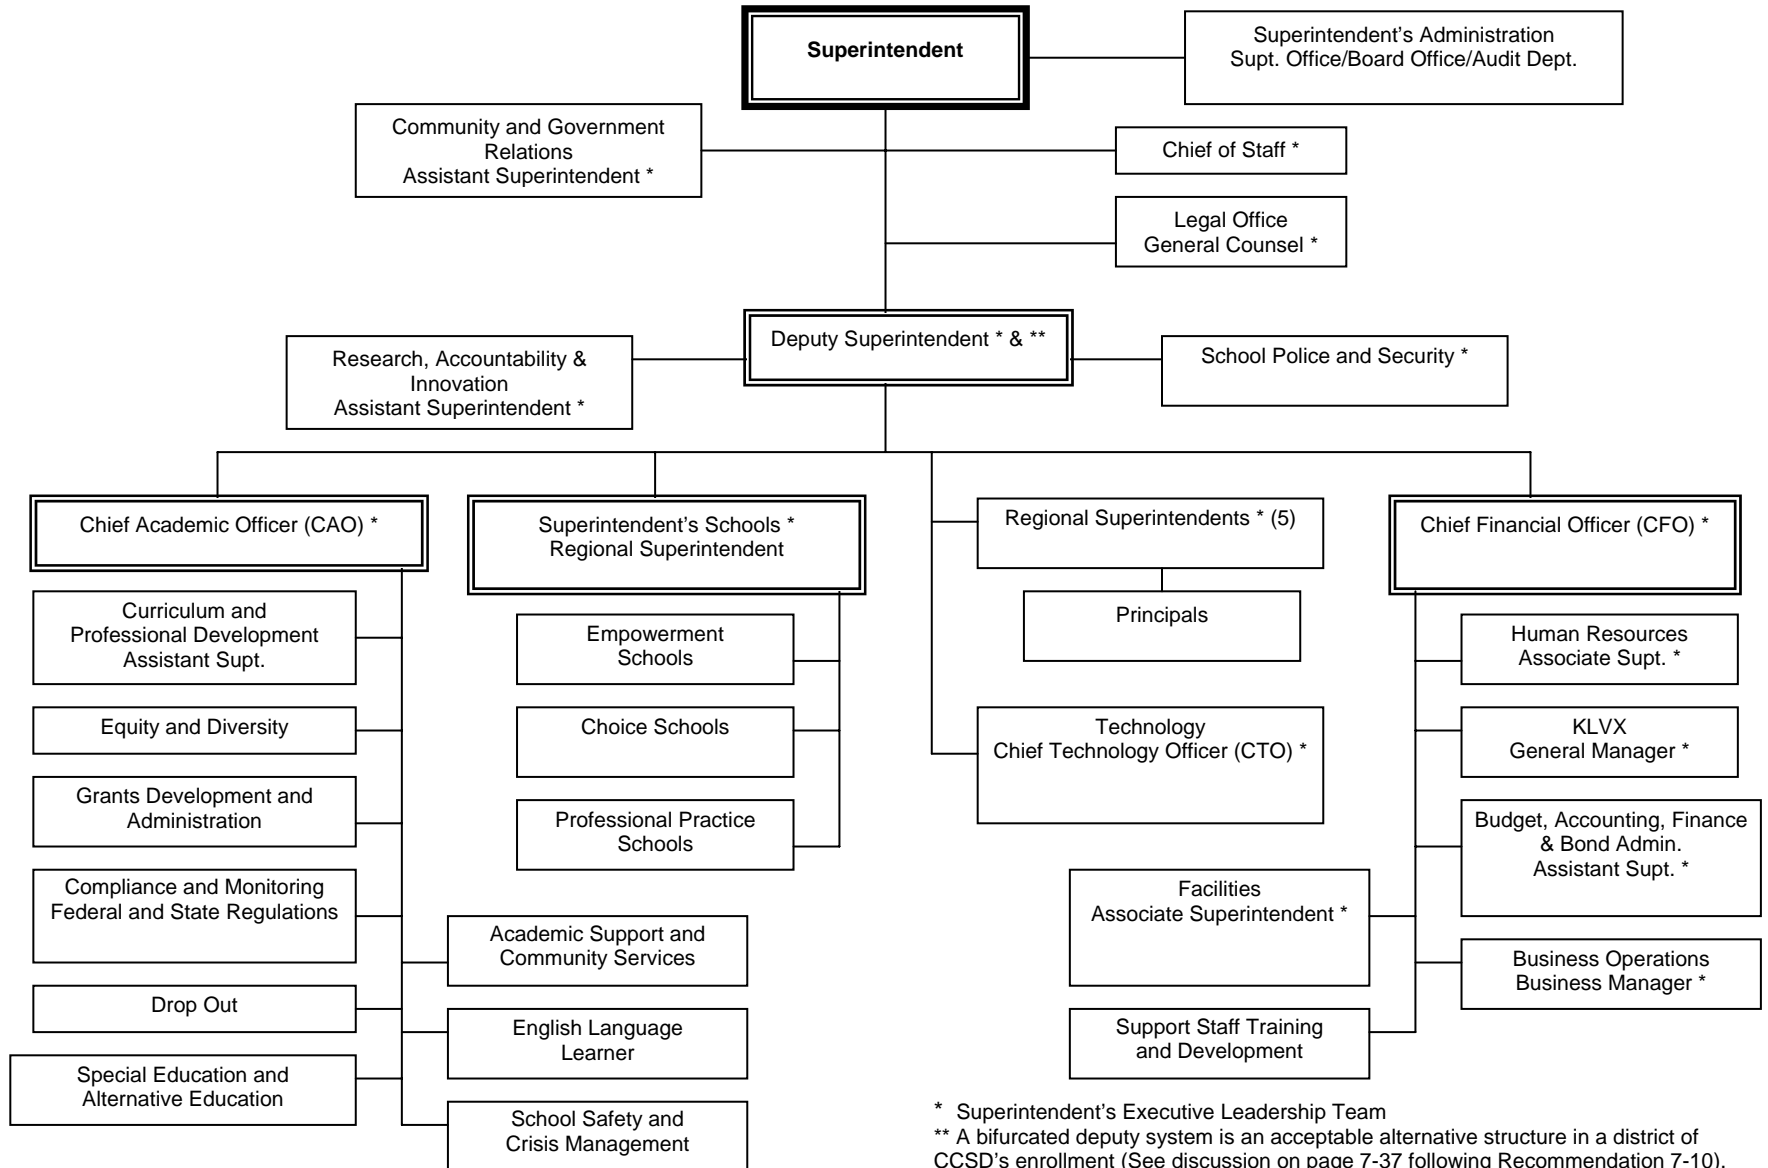 Superintendent
Superintendent's Administration
Supt. Office/Board Office/Audit Dept.
Community and Government
Relations
Assistant Superintendent *
Chief of Staff *
Legal Office
General Counsel *
Deputy Superintendent * & **
Research, Accountability &
Innovation
Assistant Superintendent *
School Police and Security *
Chief Academic Officer (CAO) *
Superintendent's Schools *
Regional Superintendent
Regional Superintendents * (5)
Chief Financial Officer (CFO) *
Curriculum and
Professional Development
Assistant Supt.
Equity and Diversity
Grants Development and
Administration
Compliance and Monitoring
Federal and State Regulations
Drop Out
Special Education and
Alternative Education
Academic Support and
Community Services
English Language
Learner
School Safety and
Crisis Management
Empowerment
Schools
Choice Schools
Professional Practice
Schools
Principals
Technology
Chief Technology Officer (CTO) *
Human Resources
Associate Supt. *
KLVX
General Manager *
Budget, Accounting, Finance
& Bond Admin.
Assistant Supt. *
Facilities
Associate Superintendent *
Business Operations
Business Manager *
Support Staff Training
and Development
* Superintendent's Executive Leadership Team
** A bifurcated deputy system is an acceptable alternative structure in a district of
CCSD's enrollment (See discussion on page 7-37 following Recommendation 7-10).